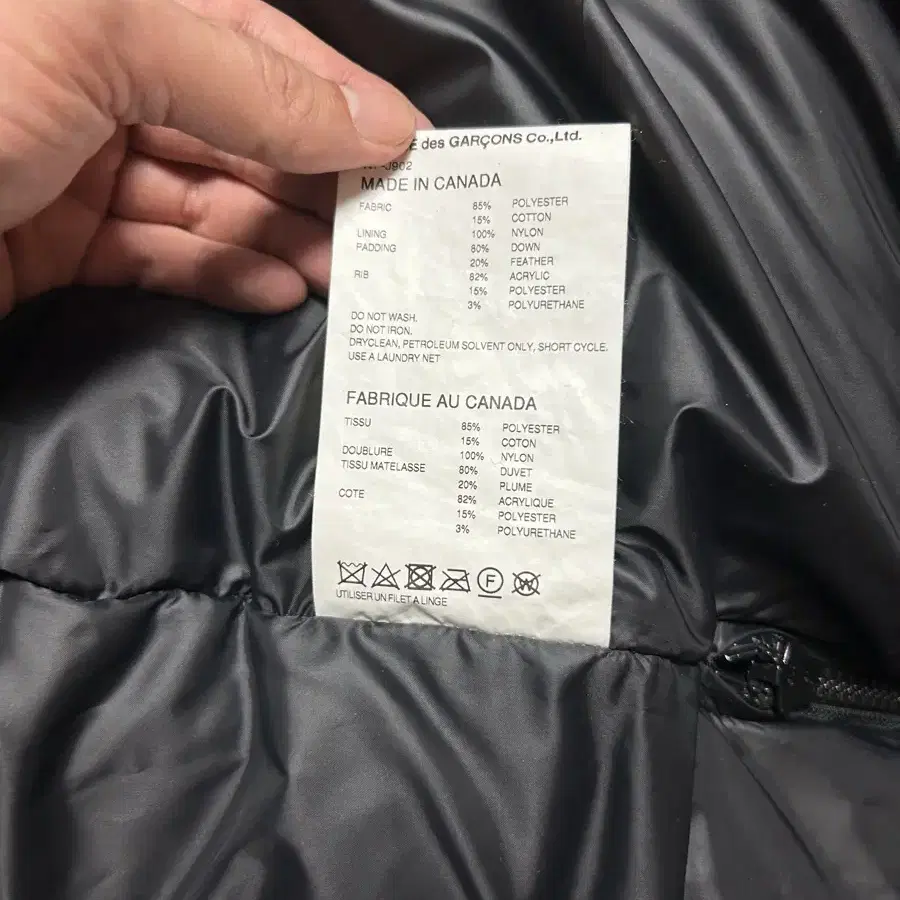 des GARÇONS Co.,Ltd.
MADE IN CANADA
FABRIC 85% POLYESTER
15% COTTON
LINING 100% NYLON
PADDING 80% DOWN
20% FEATHER
RIB 82% ACRYLIC
15% POLYESTER
3% POLYURETHANE
DO NOT WASH.
DO NOT IRON.
DRYCLEAN, PETROLEUM SOLVENT ONLY, SHORT CYCLE.
USE A LAUNDRY NET
FABRIQUE AU CANADA
TISSU 85% POLYESTER
15% COTON
DOUBLURE 100% NYLON
TISSU MATELASSE 80% DUVET
20% PLUME
COTE 82% ACRYLIQUE
15% POLYESTER
3% POLYURETHANE
F W
UTILISER UN FILET A LINGE